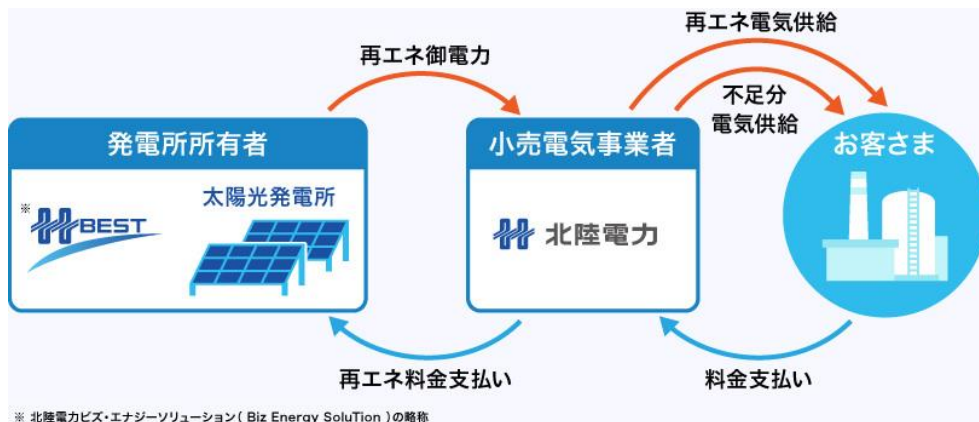 再エネ電気供給
再エネ御電力
不足分
電気供給
発電所所有者
小売電気事業者
お客さま
※
BEST
太陽光発電所
北陸電力
再エネ料金支払い
料金支払い
※ 北陸電力ビズ・エナジーソリューション( Biz Energy SoluTion )の略称